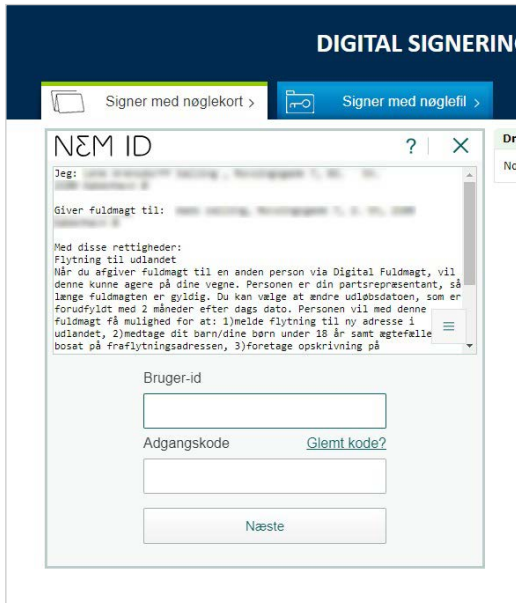 DIGITAL SIGNERING
Signer med nøglekort >
Signer med nøglefil >
NEM ID
?
Dr
No
Jeg:
Giver fuldmagt til:
Med disse rettigheder:
Flytning til udlandet
Når du afgiver fuldmagt til en anden person via Digital Fuldmagt, vil
denne kunne agere på dine vegne. Personen er din partsrepræsentant, så
længe fuldmagten er gyldig. Du kan vælge at ændre udløbsdatoen, som er
forudfyldt med 2 måneder efter dags dato. Personen vil med denne
fuldmagt få mulighed for at: 1)melde flytning til ny adresse i
udlandet, 2)medtage dit barn/dine børn under 18 år samt ægtefælle
bosat på fraflytningsadressen, 3)foretage opskrivning på
Bruger-id
Adgangskode
Glemt kode?
Næste